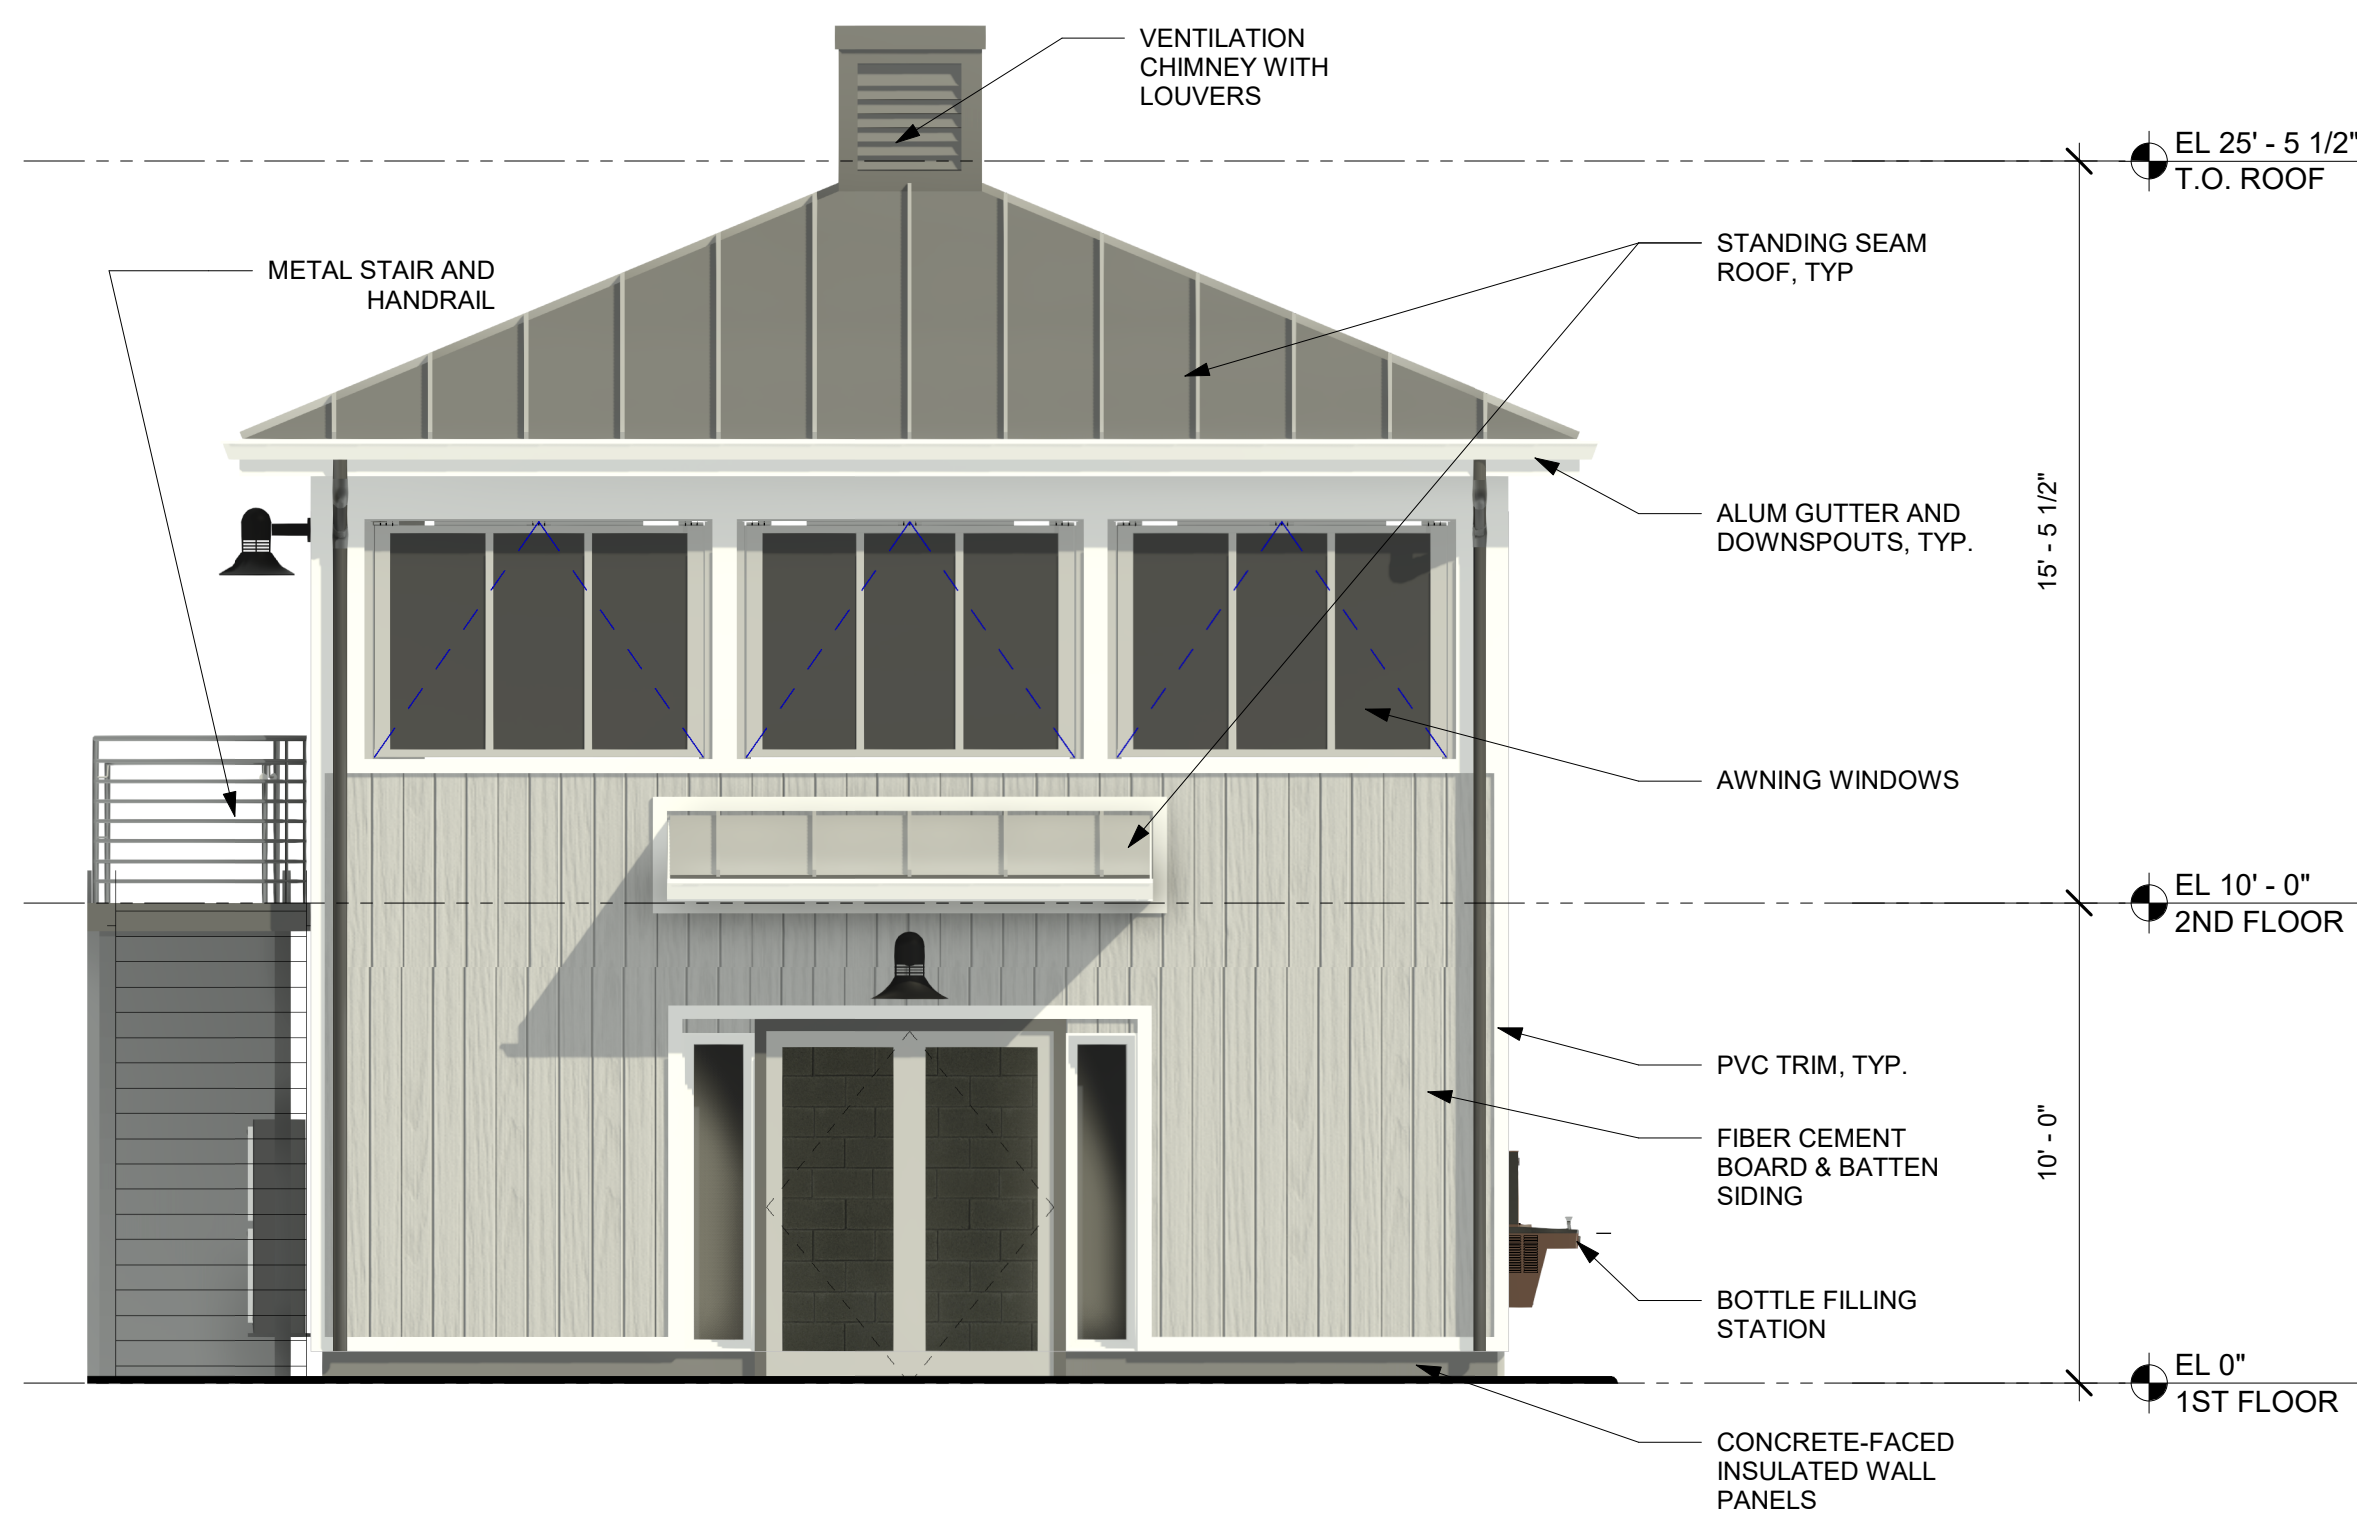 VENTILATION
CHIMNEY WITH
LOUVERS
EL 25' - 5 1/2"
T.O. ROOF
METAL STAIR AND
HANDRAIL
STANDING SEAM
ROOF, TYP
ALUM GUTTER AND
DOWNSPOUTS, TYP.
15' - 5 1/2"
AWNING WINDOWS
EL 10' - 0"
2ND FLOOR
PVC TRIM, TYP.
FIBER CEMENT
BOARD & BATTEN
SIDING
10' - 0"
BOTTLE FILLING
STATION
EL 0"
1ST FLOOR
CONCRETE-FACED
INSULATED WALL
PANELS